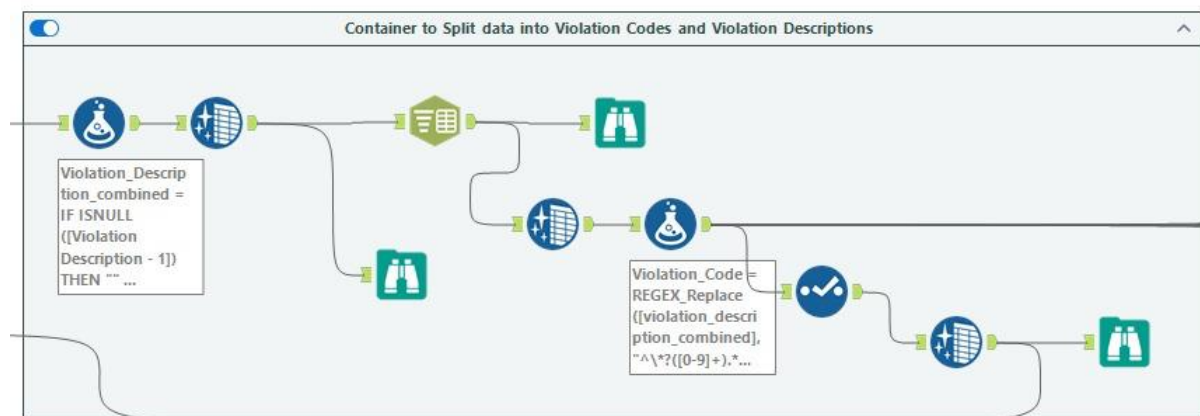 Container to Split data into Violation Codes and Violation Descriptions
Violation_Descrip
tion_combined =
IF ISNULL
([Violation
Description - 1])
THEN "" ...
Violation_Code =
REGEX_Replace
([violation_descri
ption_combined],
"^\*?([0-9]+).*...